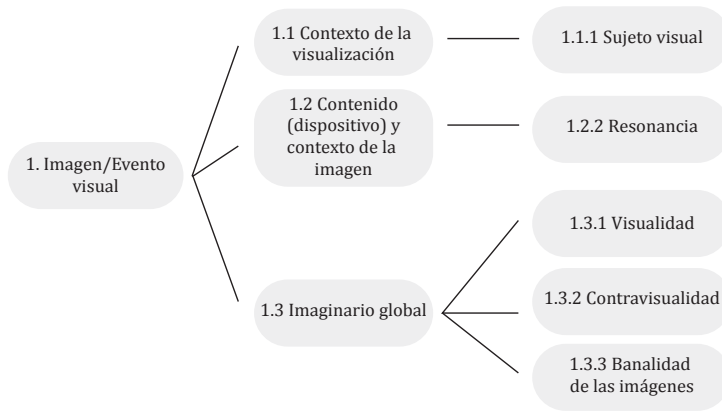 1. Imagen/Evento
visual
1.1 Contexto de la
visualización
1.1.1 Sujeto visual
1.2 Contenido
(dispositivo) y
contexto de la
imagen
1.2.2 Resonancia
1.3 Imaginario global
1.3.1 Visualidad
1.3.2 Contravisualidad
1.3.3 Banalidad
de las imágenes